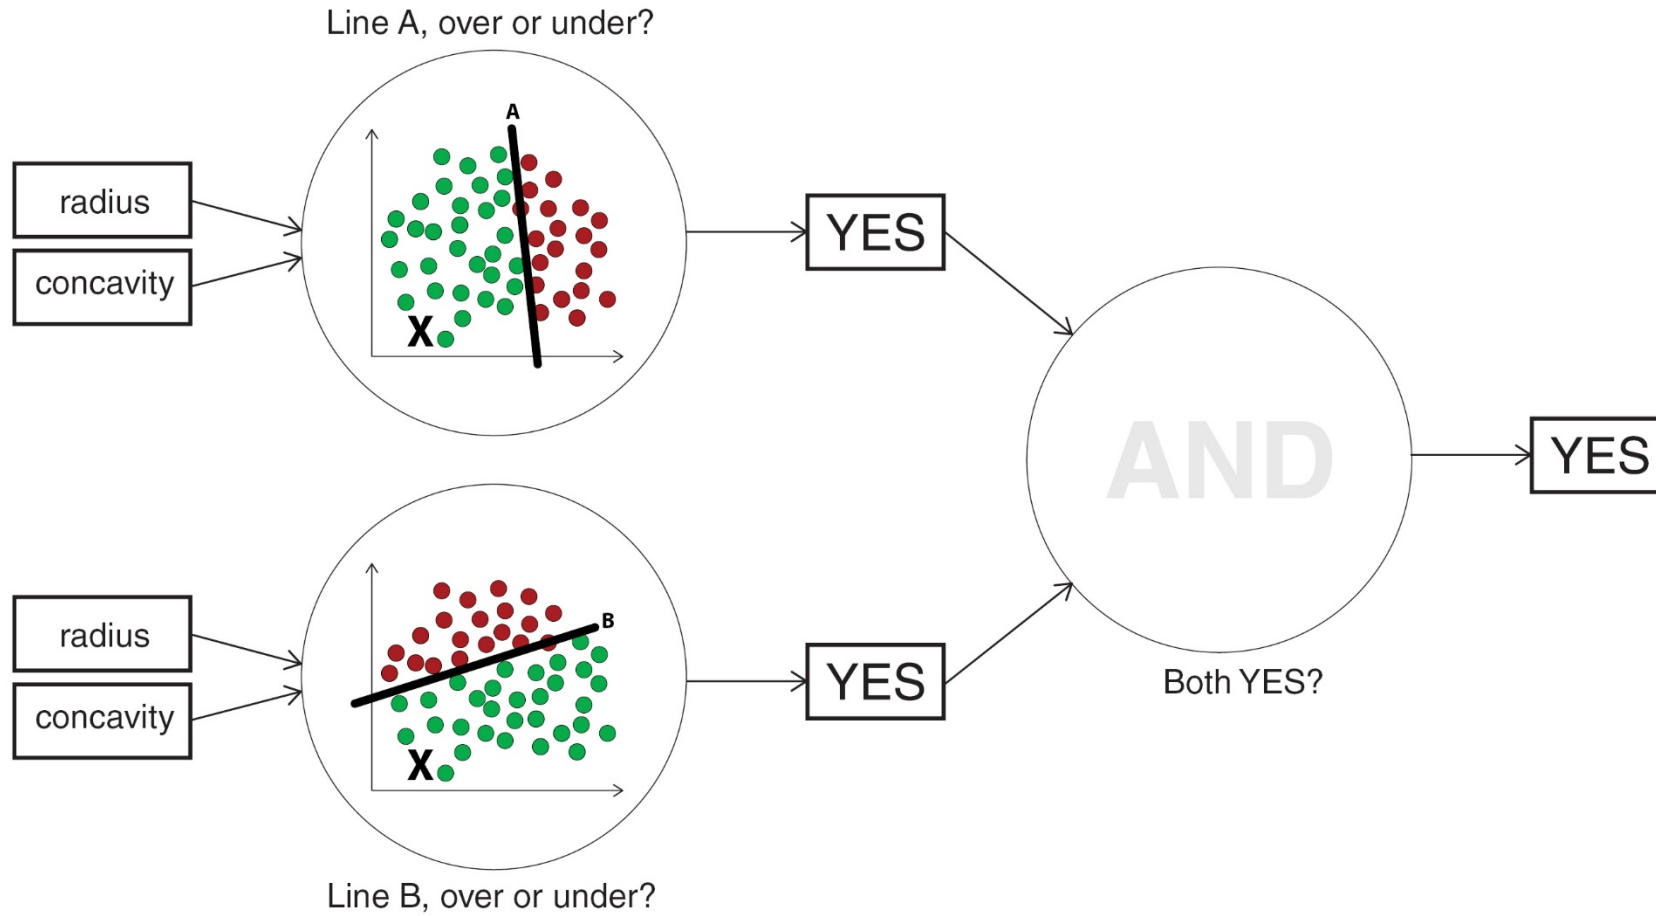 Line A, over or under?
A
radius
concavity
X
YES
AND
YES
Both YES?
radius
concavity
B
X
YES
Line B, over or under?